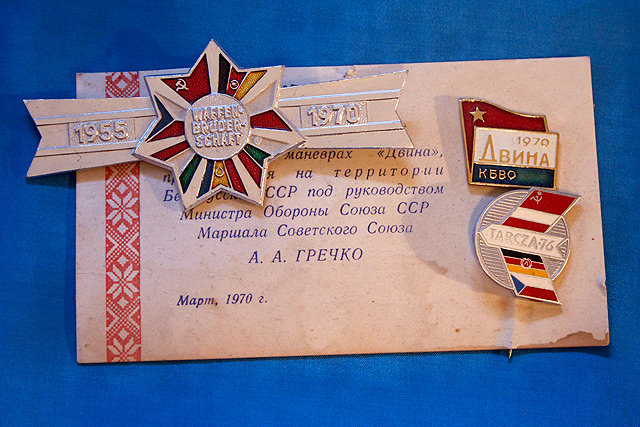 1955
WAFFEN-
BRÜDER-
SCHAFT
1970
маневрах «Двина»,
на территории
ССР под руководством
Министра Обороны Союза ССР
Маршала Советского Союза
А. А. ГРЕЧКО
Март, 1970 г.
1970
ДВИНА
КБВО
TARCZA-76